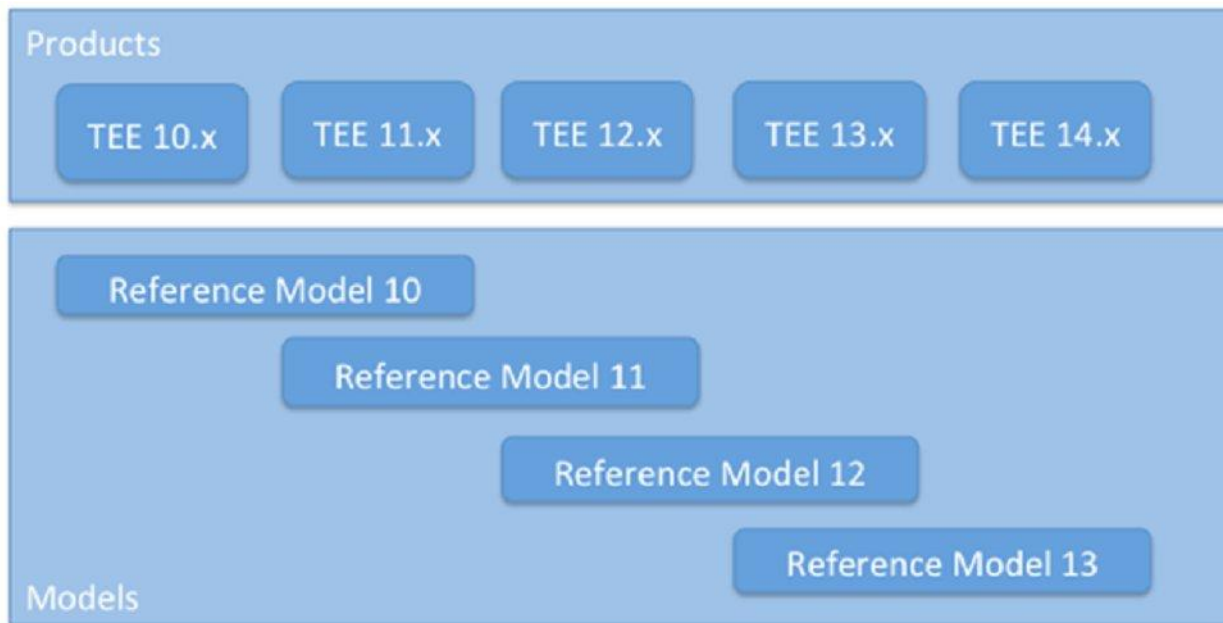 Products
TEE 10.x
TEE 11.x
TEE 12.x
TEE 13.x
TEE 14.x
Reference Model 10
Reference Model 11
Reference Model 12
Reference Model 13
Models